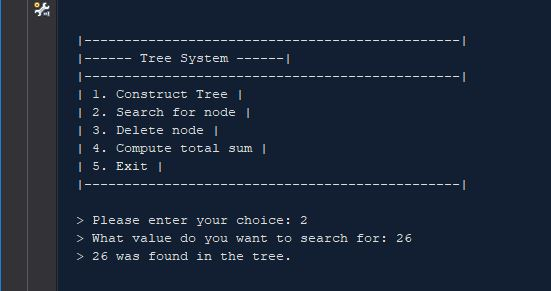 |-----------------------------------------------|
|------ Tree System ------|
|-----------------------------------------------|
| 1. Construct Tree |
| 2. Search for node |
| 3. Delete node |
| 4. Compute total sum |
| 5. Exit |
|-----------------------------------------------|
> Please enter your choice: 2
> What value do you want to search for: 26
> 26 was found in the tree.